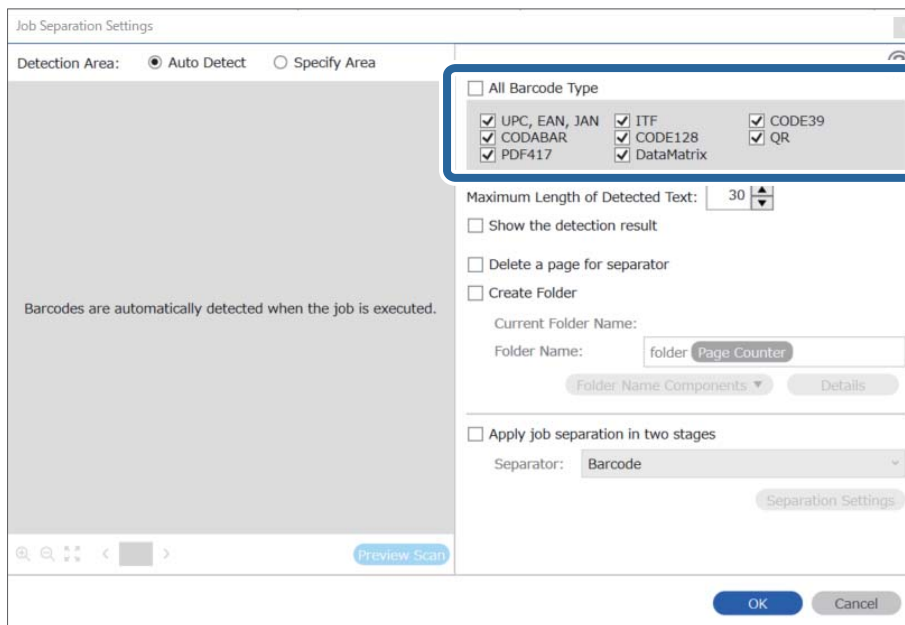 Job Separation Settings
Detection Area: Auto Detect Specify Area
All Barcode Type
UPC, EAN, JAN ITF CODE39
CODABAR CODE128 QR
PDF417 DataMatrix
Maximum Length of Detected Text: 30
Show the detection result
Delete a page for separator
Create Folder
Current Folder Name:
Folder Name: folder Page Counter
Folder Name Components Details
Barcodes are automatically detected when the job is executed.
Apply job separation in two stages
Separator: Barcode
Separation Settings
Preview Scan
OK Cancel